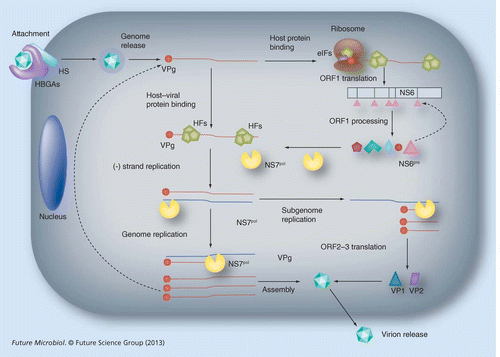 Attachment
Genome
release
Host protein
binding
Ribosome
eIFs
HS
HBGAs
VPg
ORF1 translation
NS6
Host–viral
protein binding
ORF1 processing
HFs
HFs
VPg
NS7pol
NS6pro
(-) strand replication
Nucleus
NS7pol
Subgenome
replication
Genome replication
ORF2–3 translation
NS7pol
VPg
Assembly
VP1
VP2
Virion release
Future Microbiol. © Future Science Group (2013)